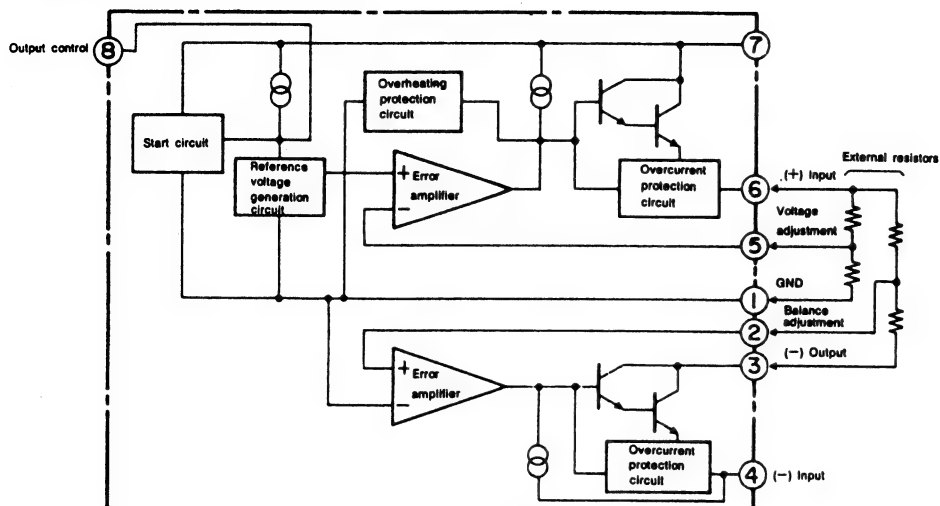 Output control
8
7
Overheating
protection
circuit
Start circuit
External resistors
Reference
voltage
generation
circuit
+
Error
amplifier
−
Overcurrent
protection
circuit
6
(+) Input
Voltage
adjustment
5
GND
1
Balance
adjustment
2
(−) Output
3
+
Error
amplifier
−
Overcurrent
protection
circuit
4
(−) Input